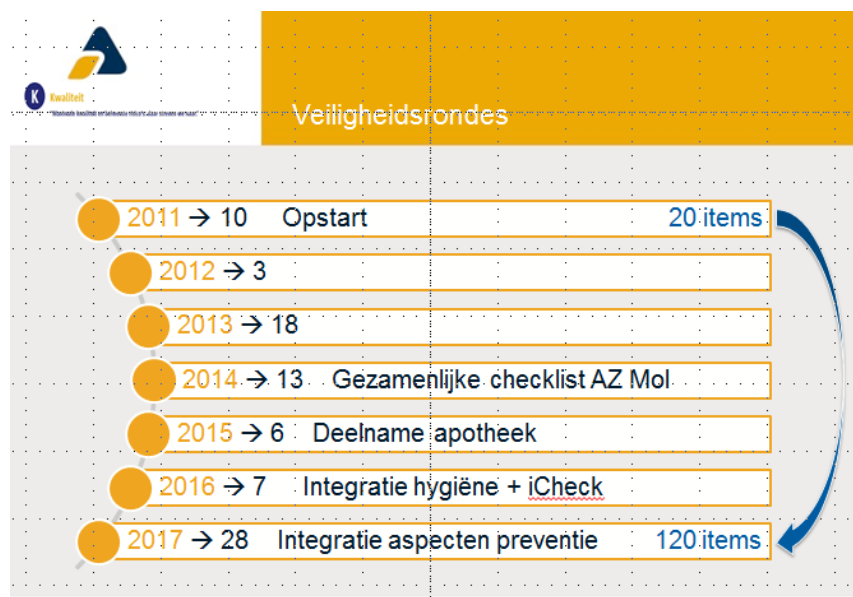 K Kwaliteit
Veiligheidsrondes
2011 → 10 Opstart 20 items
2012 → 3
2013 → 18
2014 → 13 Gezamenlijke checklist AZ Mol
2015 → 6 Deelname apotheek
2016 → 7 Integratie hygiëne + iCheck
2017 → 28 Integratie aspecten preventie 120 items